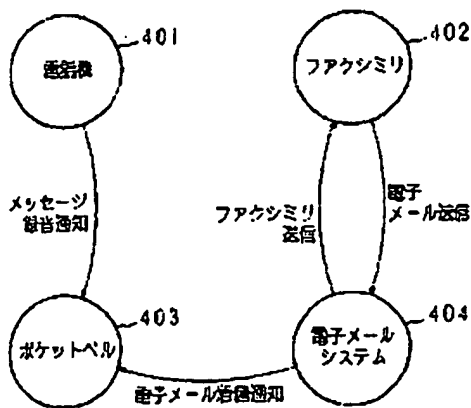 401
電話機
402
ファクシミリ
メッセージ
録音通知
ファクシミリ
送信
電子
メール送信
403
ポケットベル
404
電子メール
システム
電子メール着信通知